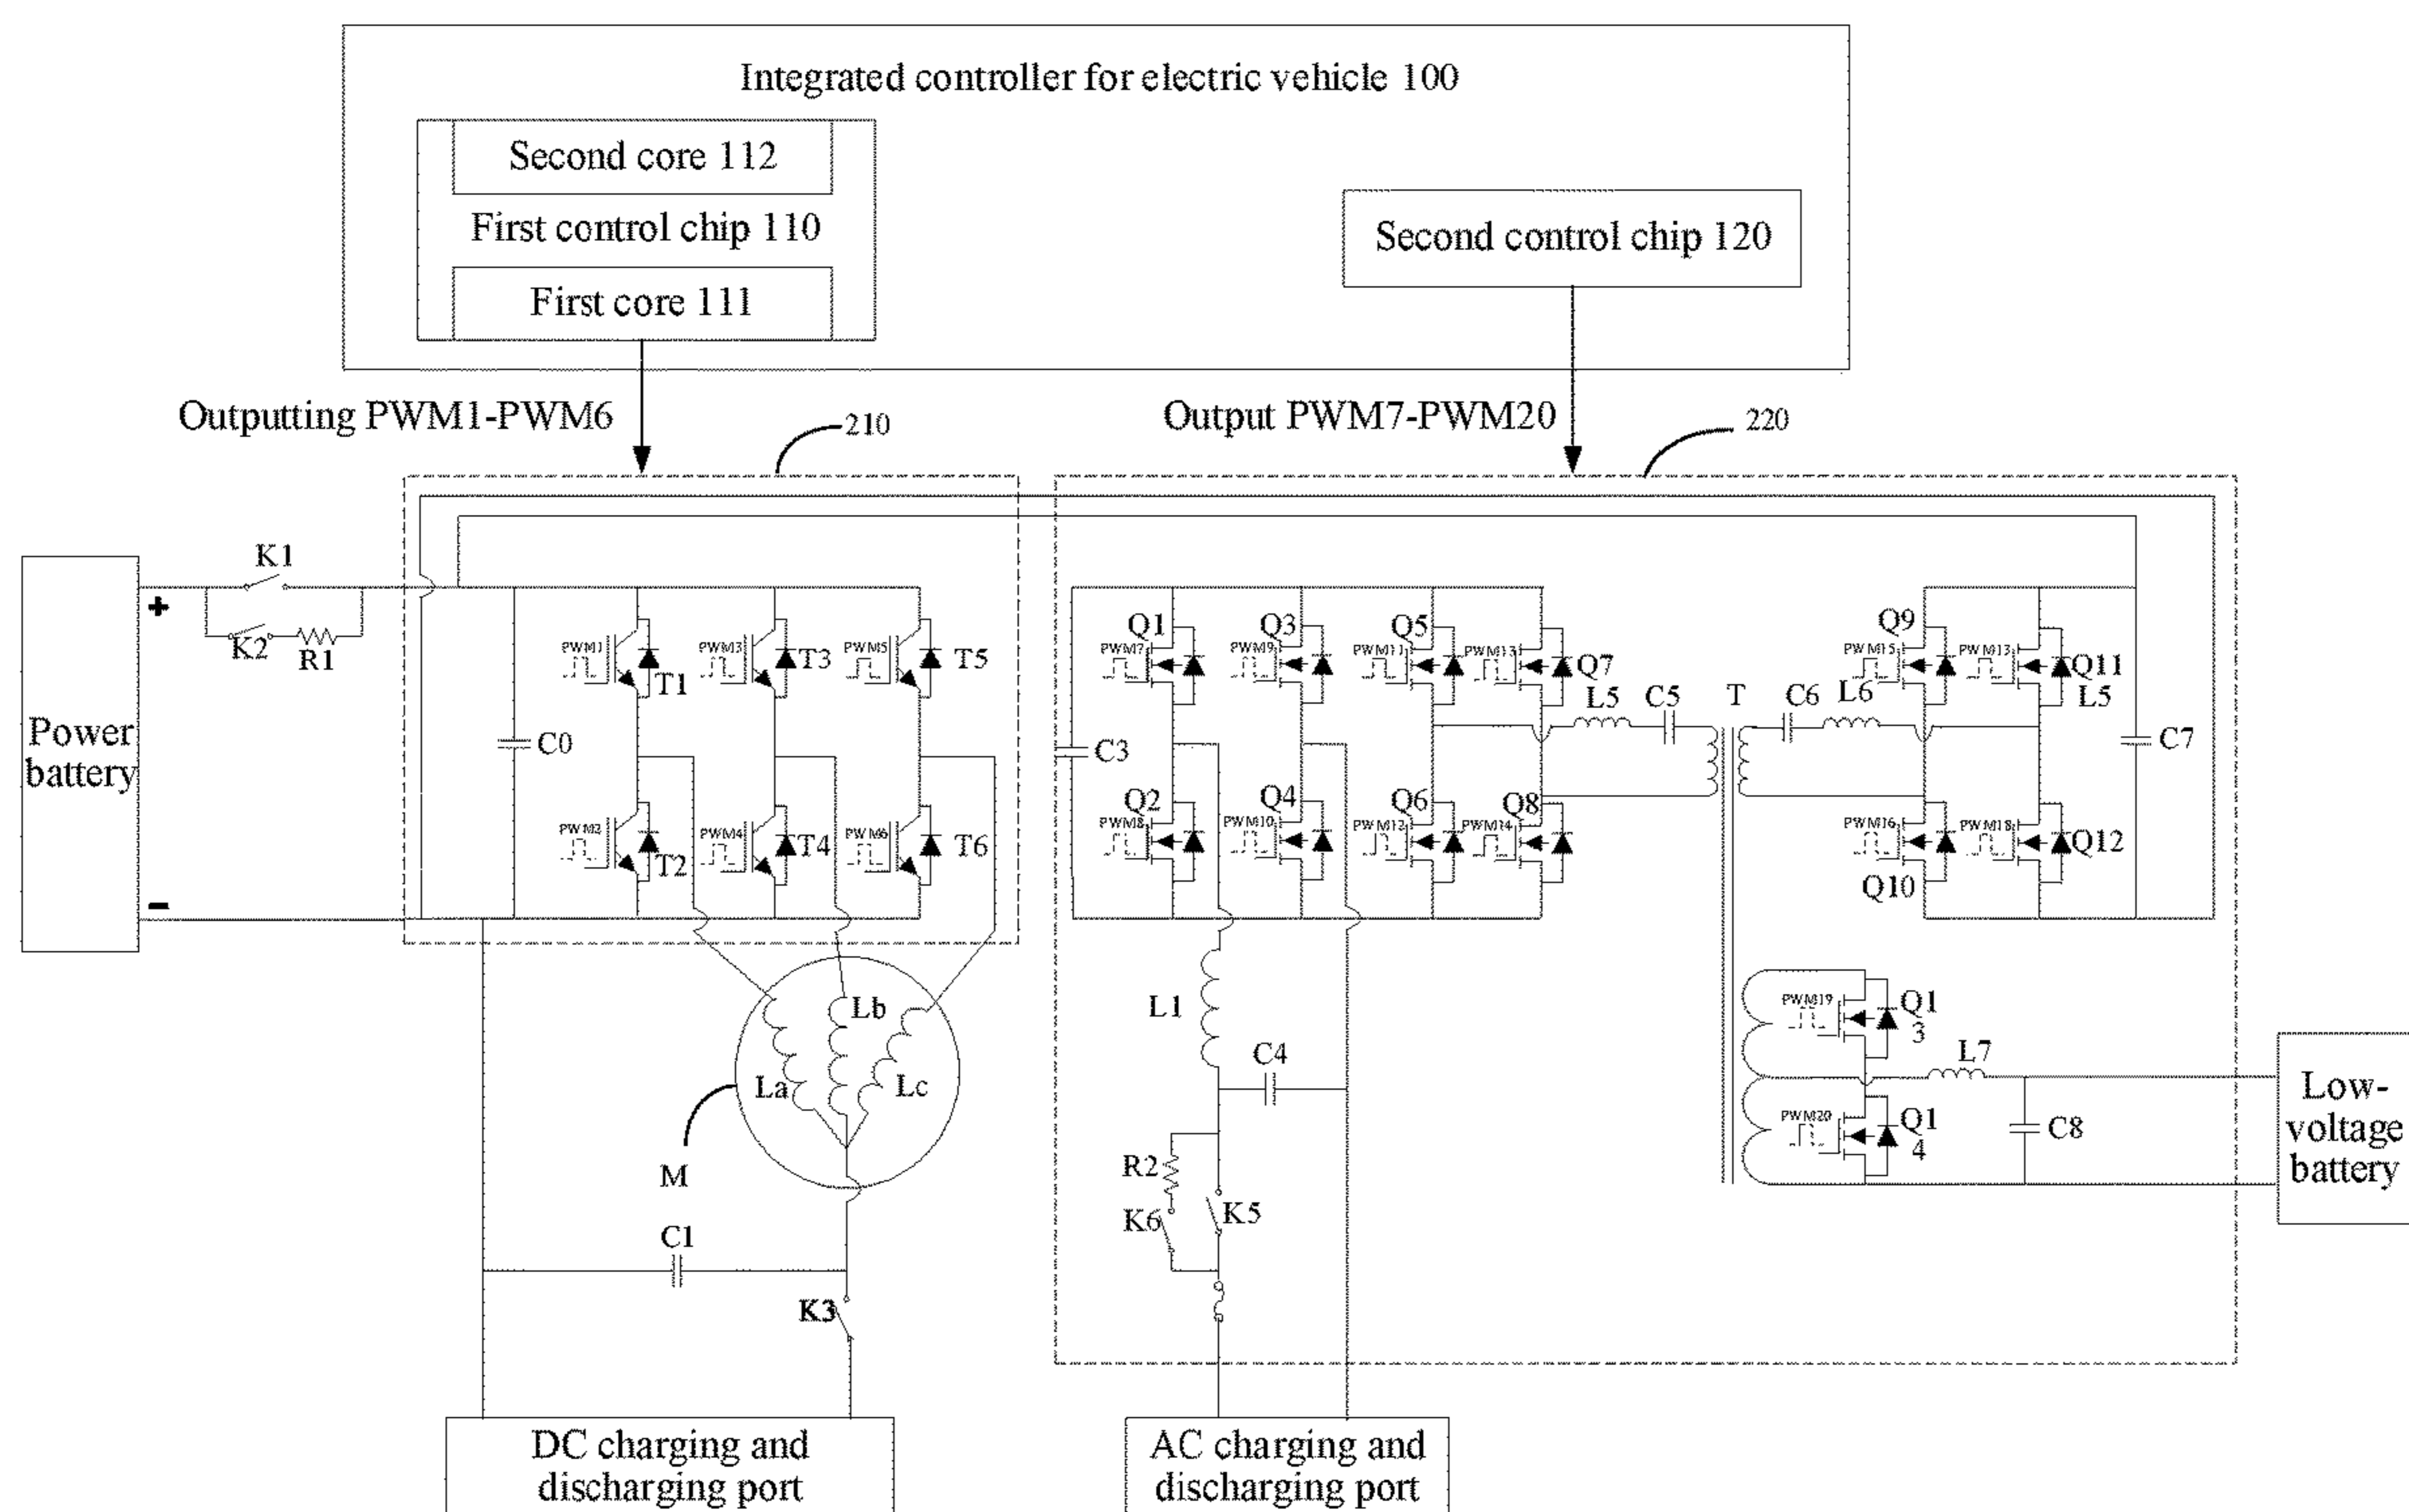 Integrated controller for electric vehicle 100
Second core 112
First control chip 110
First core 111
Second control chip 120
Outputting PWM1-PWM6
210
Output PWM7-PWM20
220
Power
battery
+
−
K1
K2
R1
C0
PWM1
T1
PWM3
T3
PWM5
T5
PWM2
T2
PWM4
T4
PWM6
T6
La
Lb
Lc
M
C1
K3
DC charging and
discharging port
C3
Q1
PWM7
Q3
PWM9
Q5
PWM11
PWM13
Q7
Q2
PWM8
Q4
PWM10
Q6
PWM12
Q8
PWM14
L5
C5
T
C6
L6
Q9
PWM15
PWM13
Q11
L5
C7
PWM16
Q10
PWM18
Q12
L1
C4
R2
K6
K5
AC charging and
discharging port
PWM19
Q1
3
L7
PWM20
Q1
4
C8
Low-
voltage
battery